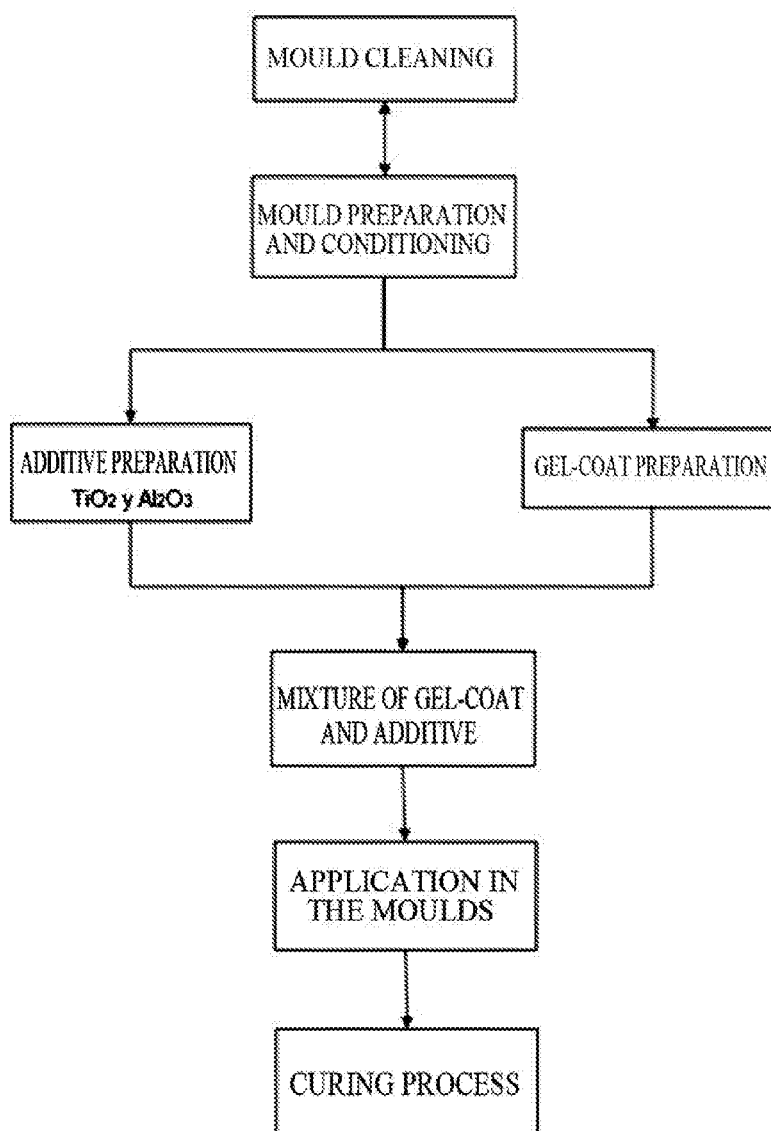 MOULD CLEANING
MOULD PREPARATION
AND CONDITIONING
ADDITIVE PREPARATION
TiO2 y Al2O3
GEL-COAT PREPARATION
MIXTURE OF GEL-COAT
AND ADDITIVE
APPLICATION IN
THE MOULDS
CURING PROCESS